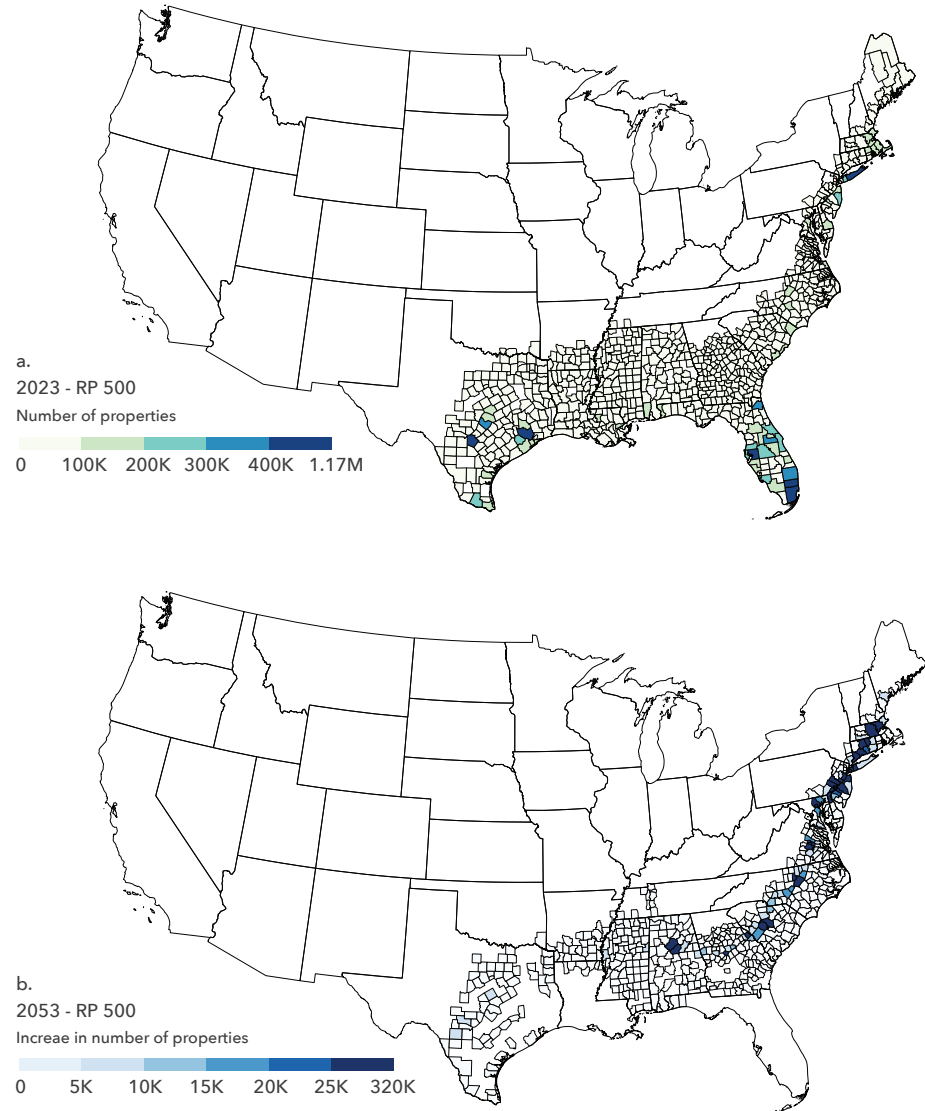 a.
2023 - RP 500
Number of properties
0 100K 200K 300K 400K 1.17M
b.
2053 - RP 500
Increae in number of properties
0 5K 10K 15K 20K 25K 320K